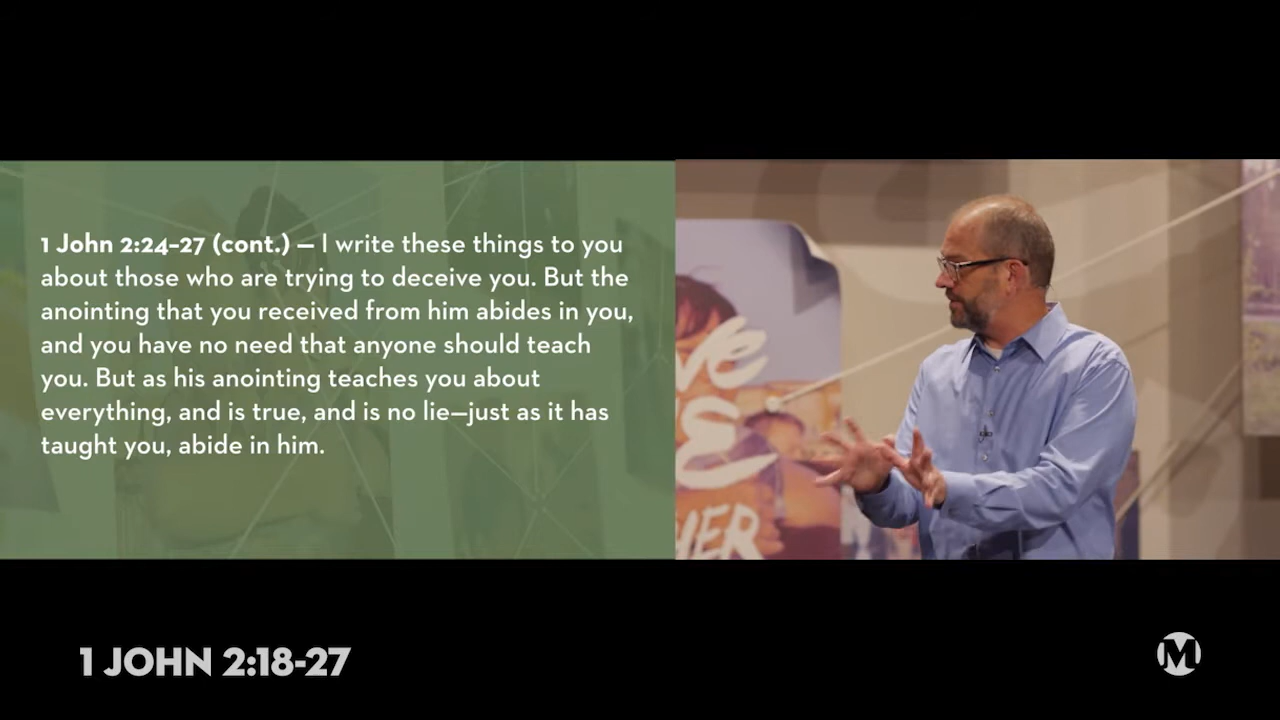 1 John 2:24–27 (cont.) — I write these things to you
about those who are trying to deceive you. But the
anointing that you received from him abides in you,
and you have no need that anyone should teach
you. But as his anointing teaches you about
everything, and is true, and is no lie—just as it has
taught you, abide in him.
1 JOHN 2:18-27
M